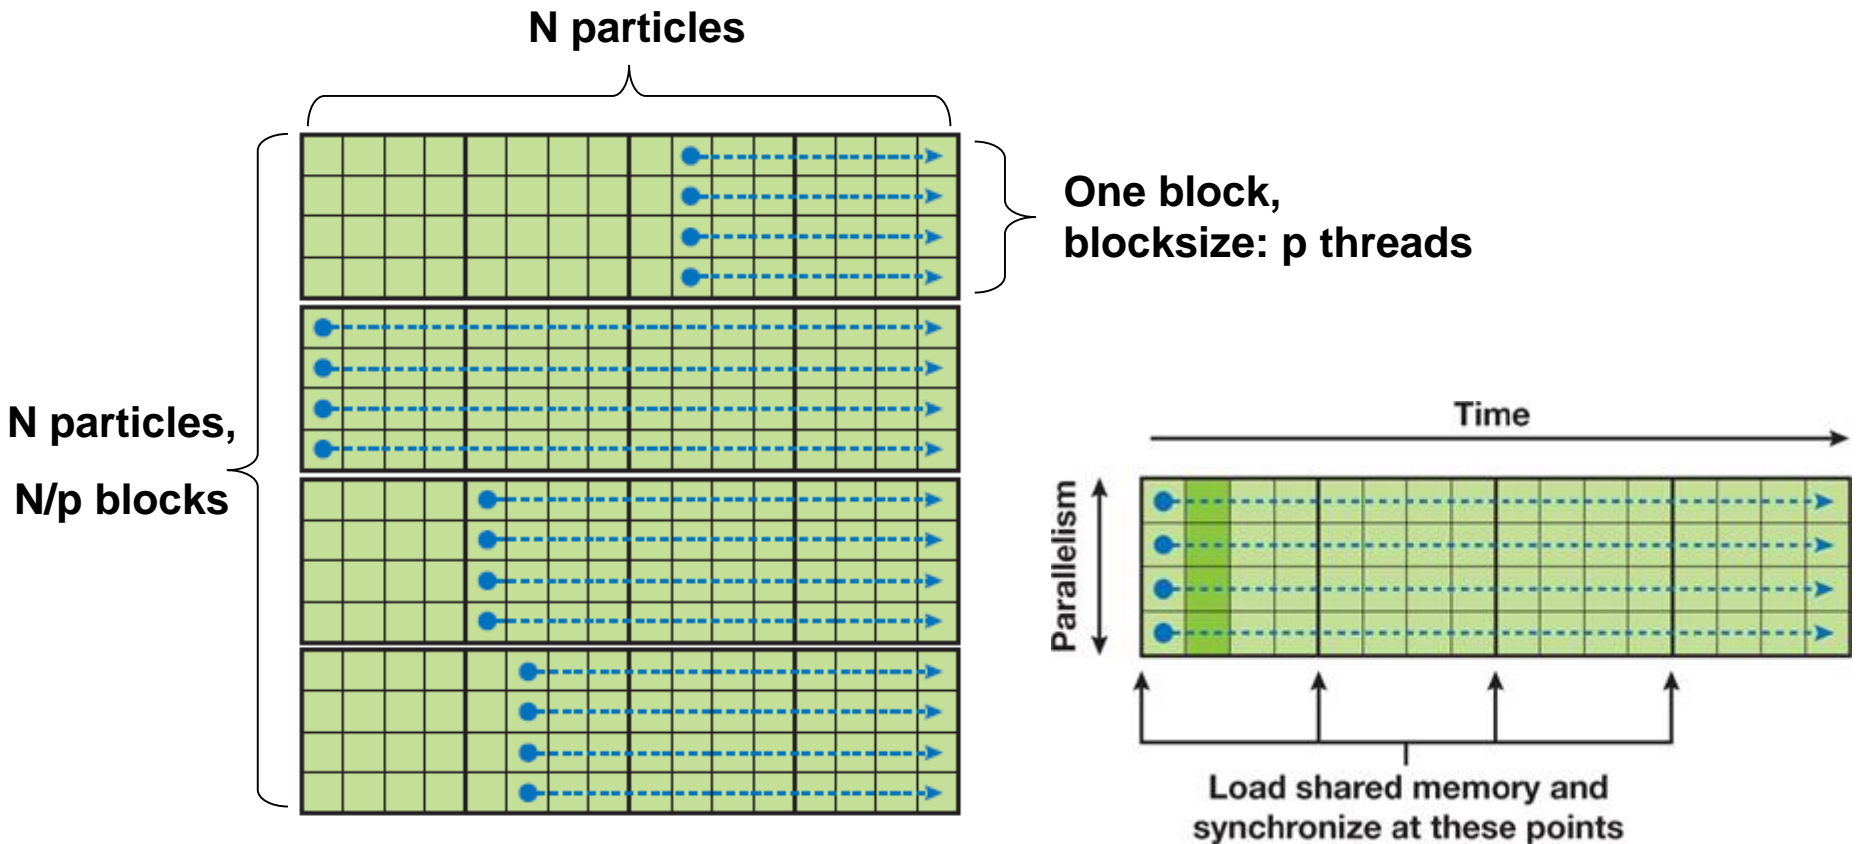 N particles
One block,
blocksize: p threads
N particles,
N/p blocks
Time
Parallelism
Load shared memory and
synchronize at these points